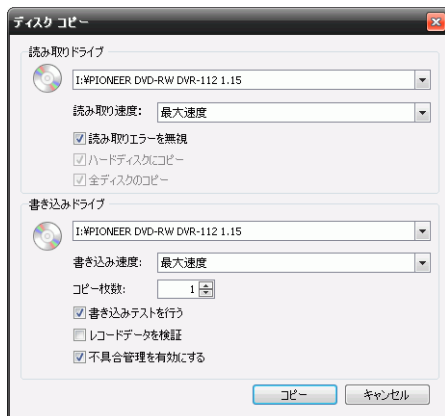 ディスク コピー
読み取りドライブ
I:¥PIONEER DVD-RW DVR-112 1.15
読み取り速度: 最大速度
読み取りエラーを無視
ハードディスクにコピー
全ディスクのコピー
書き込みドライブ
I:¥PIONEER DVD-RW DVR-112 1.15
書き込み速度: 最大速度
コピー枚数: 1
書き込みテストを行う
レコードデータを検証
不具合管理を有効にする
コピー キャンセル